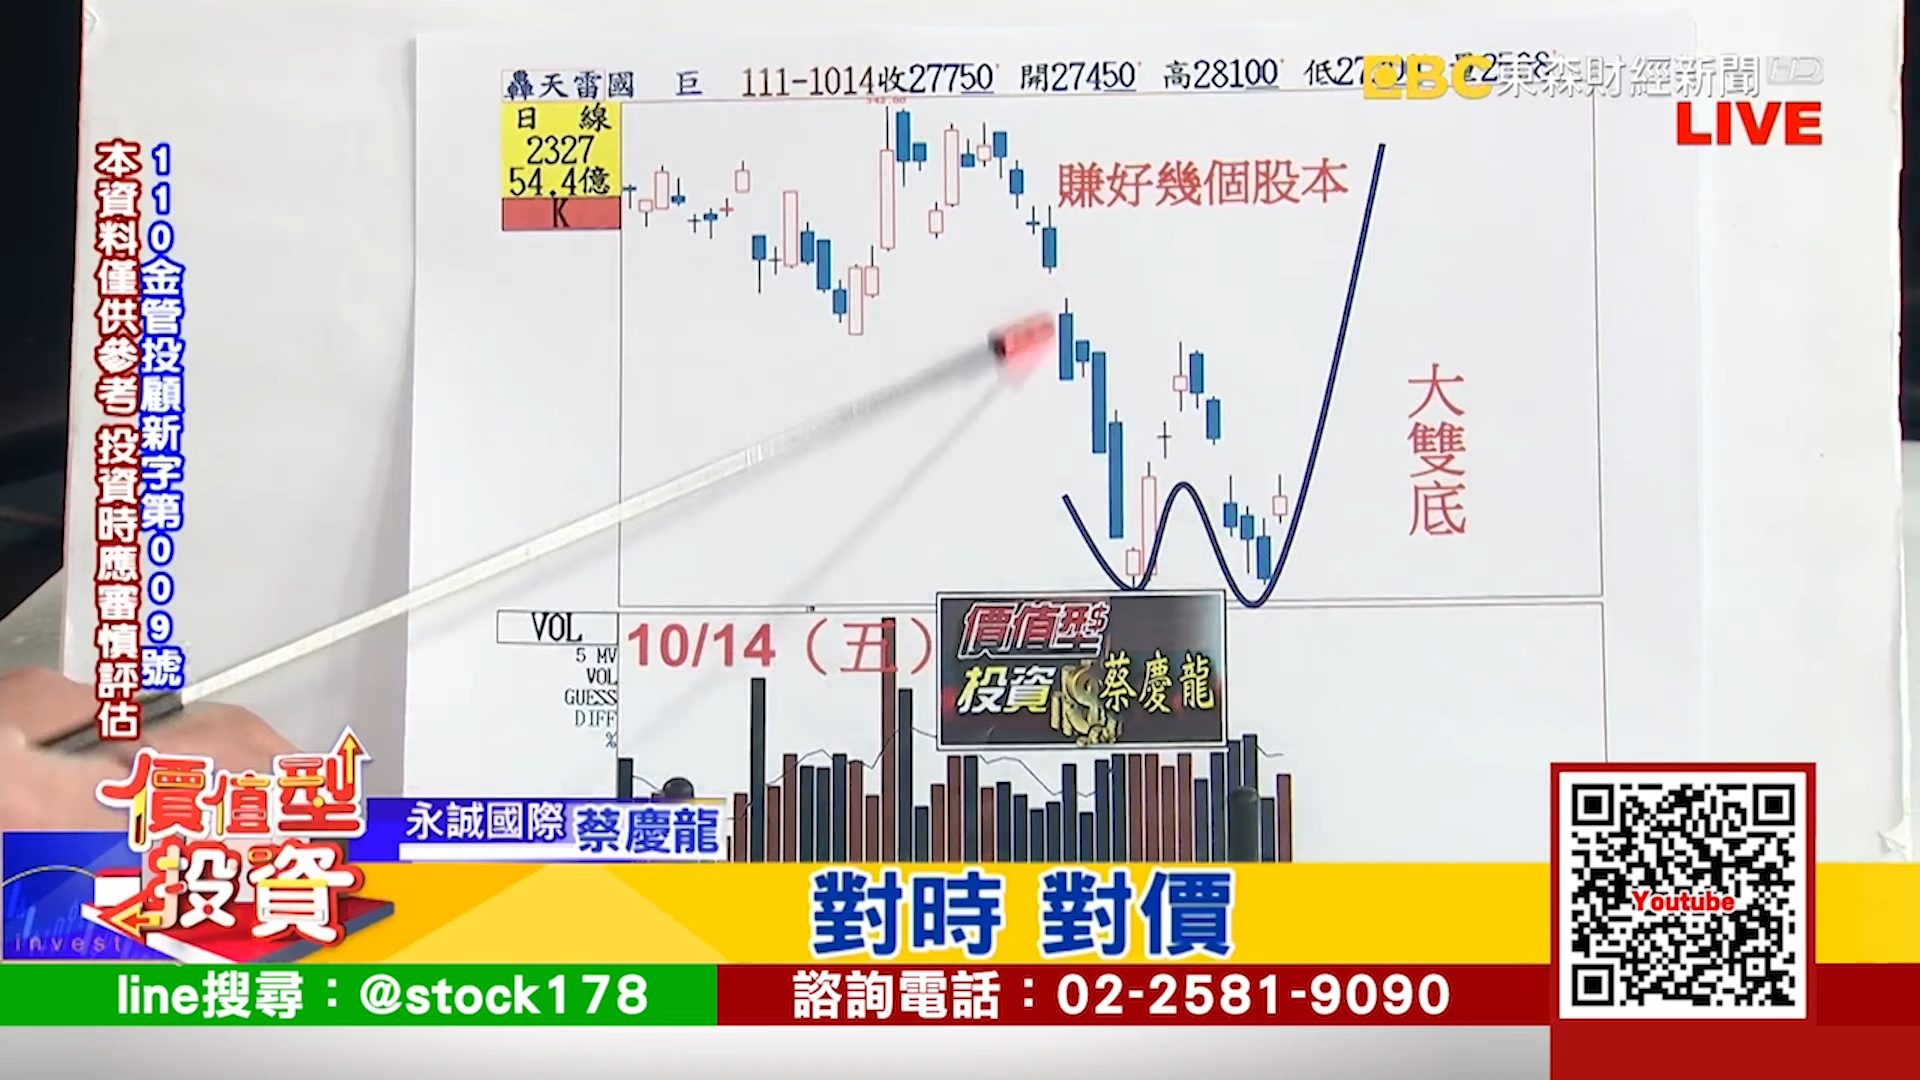 轟天雷國 巨 111-1014收27750 開27450 高28100
EBC東森財經新聞HD
LIVE
日 線
2327
54.4億
K
賺好幾個股本
大雙底
本資料僅供參考 投資時應審慎評估
110金管投顧新字第009號
VOL
10/14（五）
5 MV
VOL
GUESS
DIFF
%
價值型
投資
蔡慶龍
價值型
投資
invest
永誠國際 蔡慶龍
對時 對價
Youtube
line搜尋：@stock178
諮詢電話：02-2581-9090